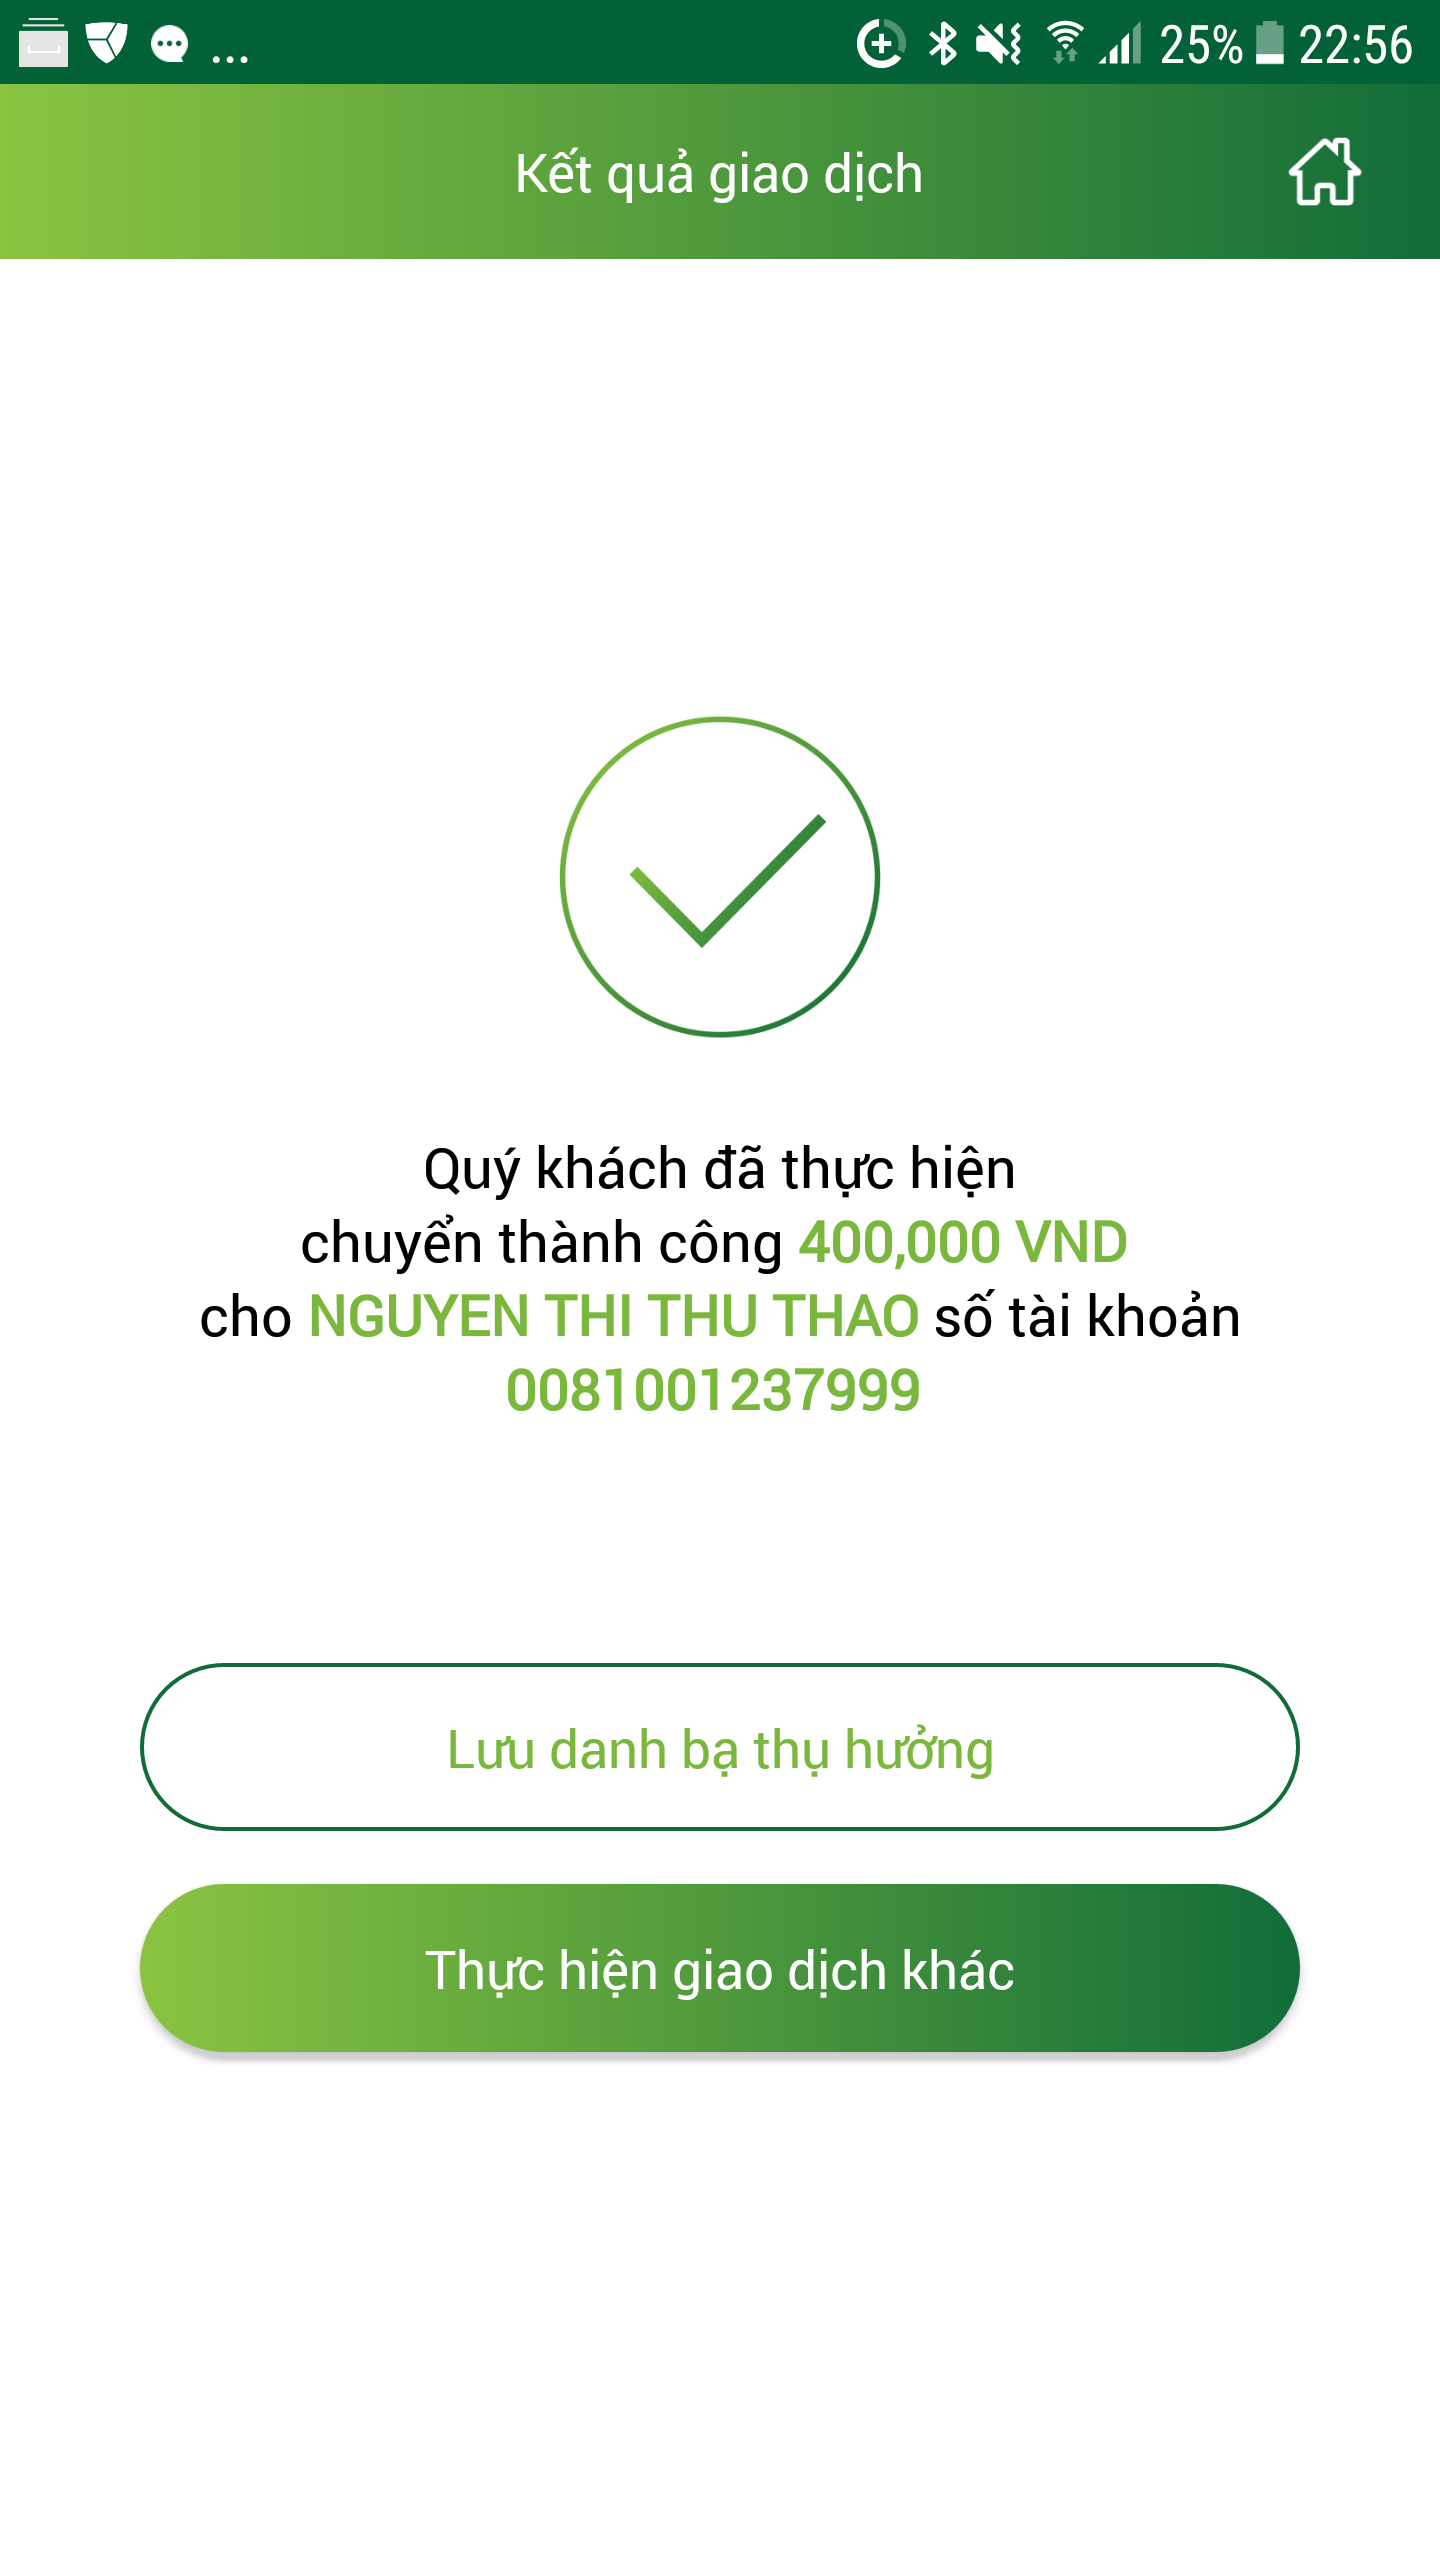 ... 25% 22:56
Kết quả giao dịch
Quý khách đã thực hiện
chuyển thành công 400,000 VND
cho NGUYEN THI THU THAO số tài khoản
0081001237999
Lưu danh bạ thụ hưởng
Thực hiện giao dịch khác